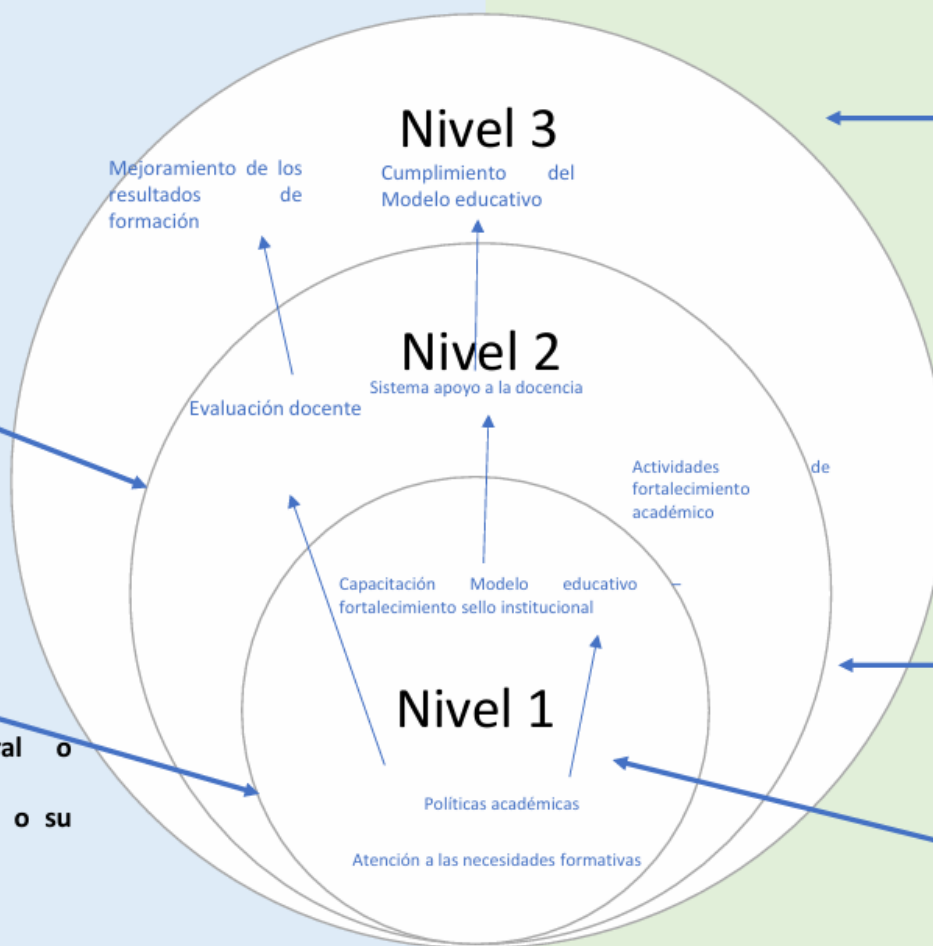 Nivel 3
Mejoramiento de los
resultados de
formación
Cumplimiento del
Modelo educativo
Nivel 2
Sistema apoyo a la docencia
Evaluación docente
Actividades de
fortalecimiento
académico
Capacitación Modelo educativo –
fortalecimiento sello institucional
Nivel 1
o
o su
Políticas académicas
Atención a las necesidades formativas